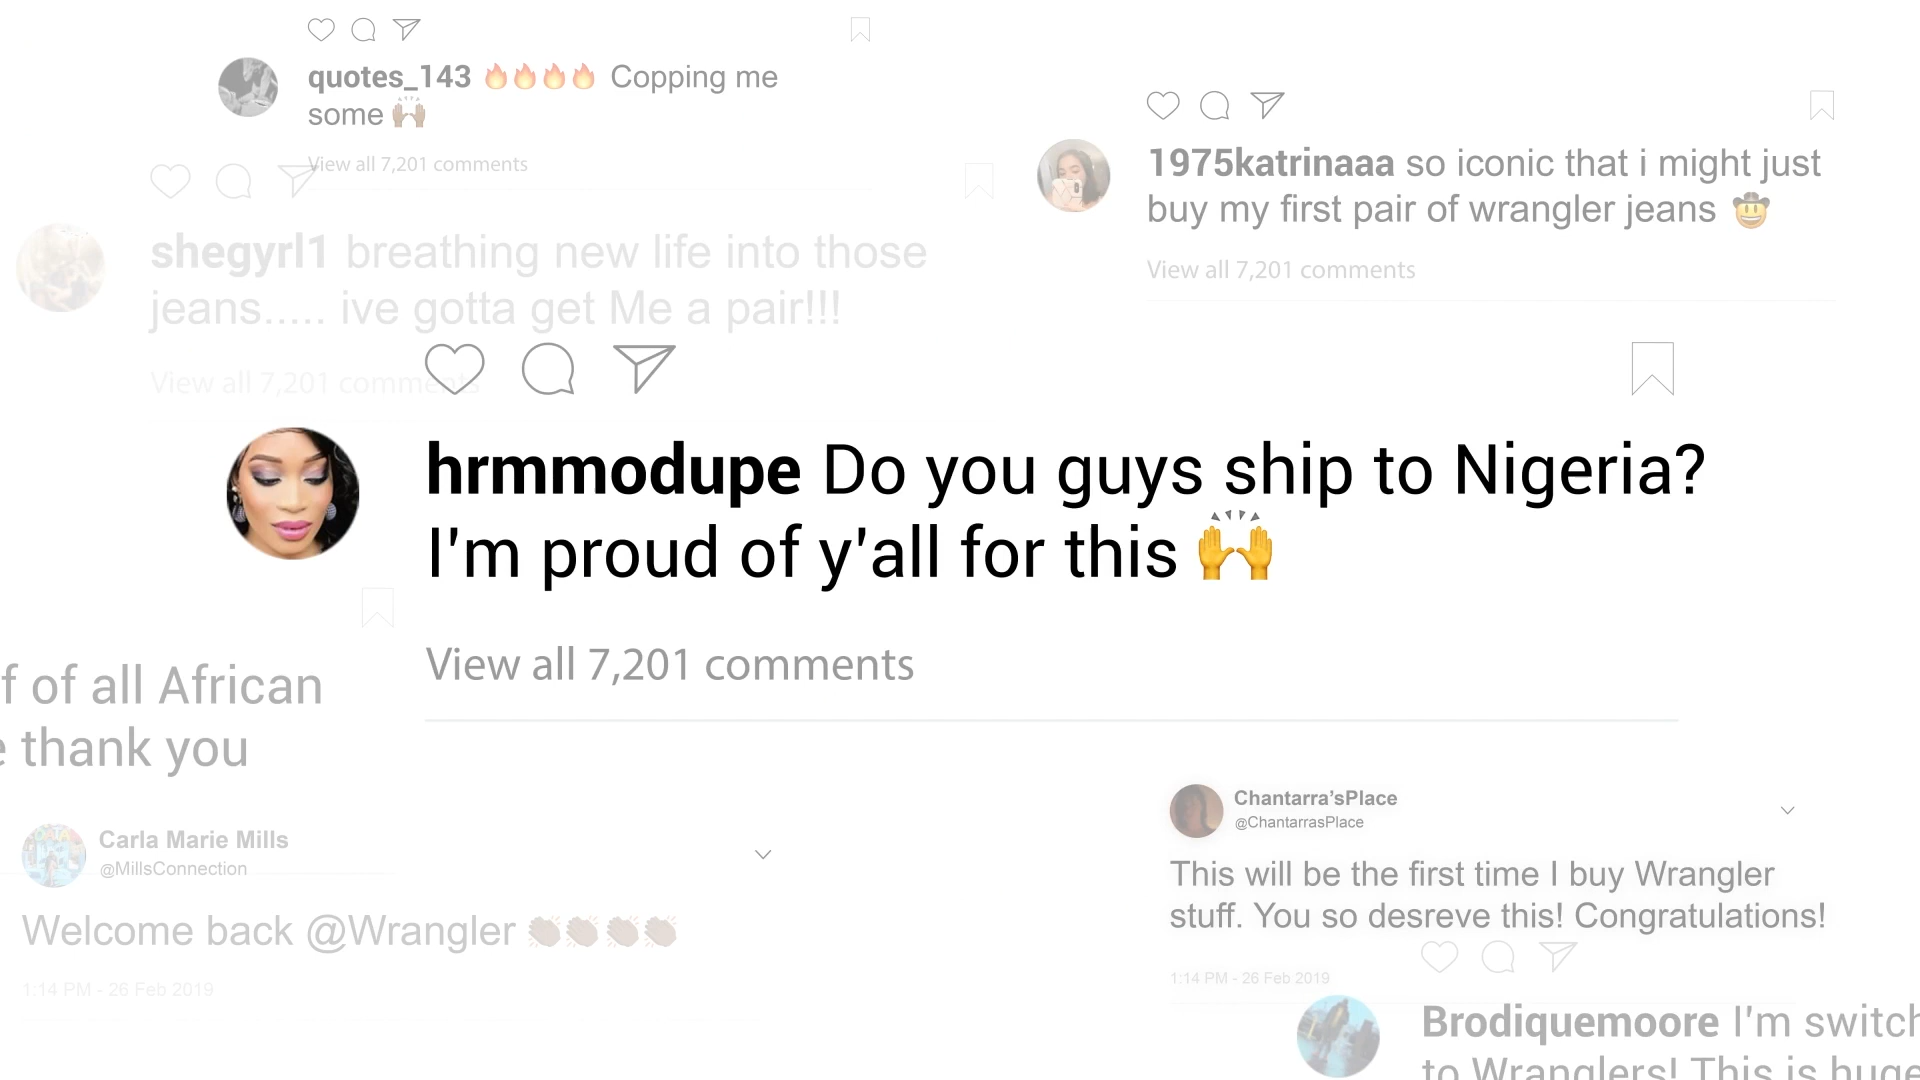 quotes_143 🔥🔥🔥🔥 Copping me
some 🙌🏽
View all 7,201 comments
1975katrinaaa so iconic that i might just
buy my first pair of wrangler jeans 🤠
View all 7,201 comments
shegyrl1 breathing new life into those
jeans..... ive gotta get Me a pair!!!
View all 7,201 comments
hrmmodupe Do you guys ship to Nigeria?
I'm proud of y'all for this 🙌
View all 7,201 comments
of all African
thank you
Carla Marie Mills
@MillsConnection
Welcome back @Wrangler 👏🏽👏🏽👏🏽👏🏽
1:14 PM - 26 Feb 2019
Chantarra’sPlace
@ChantarrasPlace
This will be the first time I buy Wrangler
stuff. You so desreve this! Congratulations!
1:14 PM - 26 Feb 2019
Brodiquemoore I'm switch
to Wranglers! This is huge